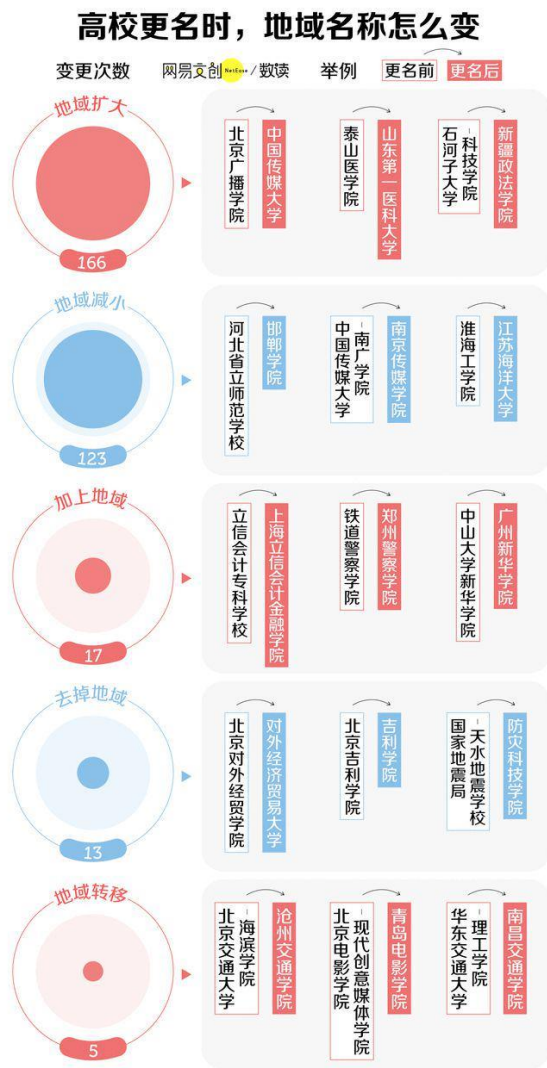 高校更名时，地域名称怎么变
变更次数
网易文创NetEase/数读
举例
更名前
更名后
地域扩大
166
北京广播学院
中国传媒大学
泰山医学院
山东第一医科大学
石河子大学
-科技学院
新疆政法学院
地域减小
123
河北省立师范学校
邯郸学院
中国传媒大学
-南广学院
南京传媒学院
淮海工学院
江苏海洋大学
加上地域
17
立信会计专科学校
上海立信会计金融学院
铁道警察学院
郑州警察学院
中山大学新华学院
广州新华学院
去掉地域
13
北京对外经贸学院
对外经济贸易大学
北京吉利学院
吉利学院
国家地震局
-天水地震学校
防灾科技学院
地域转移
5
北京交通大学
-海滨学院
沧州交通学院
北京电影学院
-现代创意媒体学院
青岛电影学院
华东交通大学
-理工学院
南昌交通学院